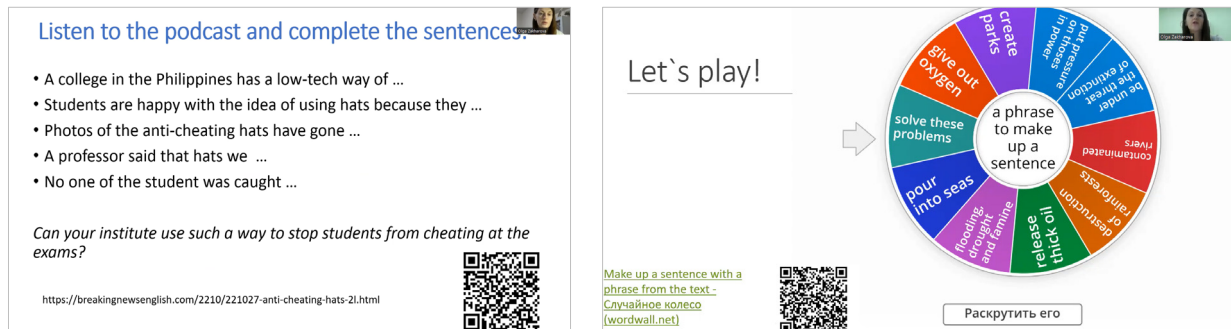 Listen to the podcast and complete the sentences.
• A college in the Philippines has a low-tech way of ...
• Students are happy with the idea of using hats because they ...
• Photos of the anti-cheating hats have gone ...
• A professor said that hats we ...
• No one of the student was caught ...
Can your institute use such a way to stop students from cheating at the
exams?
https://breakingnewsenglish.com/2210/221027-anti-cheating-hats-2l.html
Olga Zakharova
Let`s play!
create
parks
put pressure
on thoses
in power
be under
the threat
of extinction
contaminated
rivers
destruction
of
rainforests
release
thick oil
flooding,
drought
and famine
pour
into seas
solve these
problems
give out
oxygen
a phrase
to make
up a
sentence
Make up a sentence with a
phrase from the text -
Случайное колесо
(wordwall.net)
Раскрутить его
Olga Zakharova